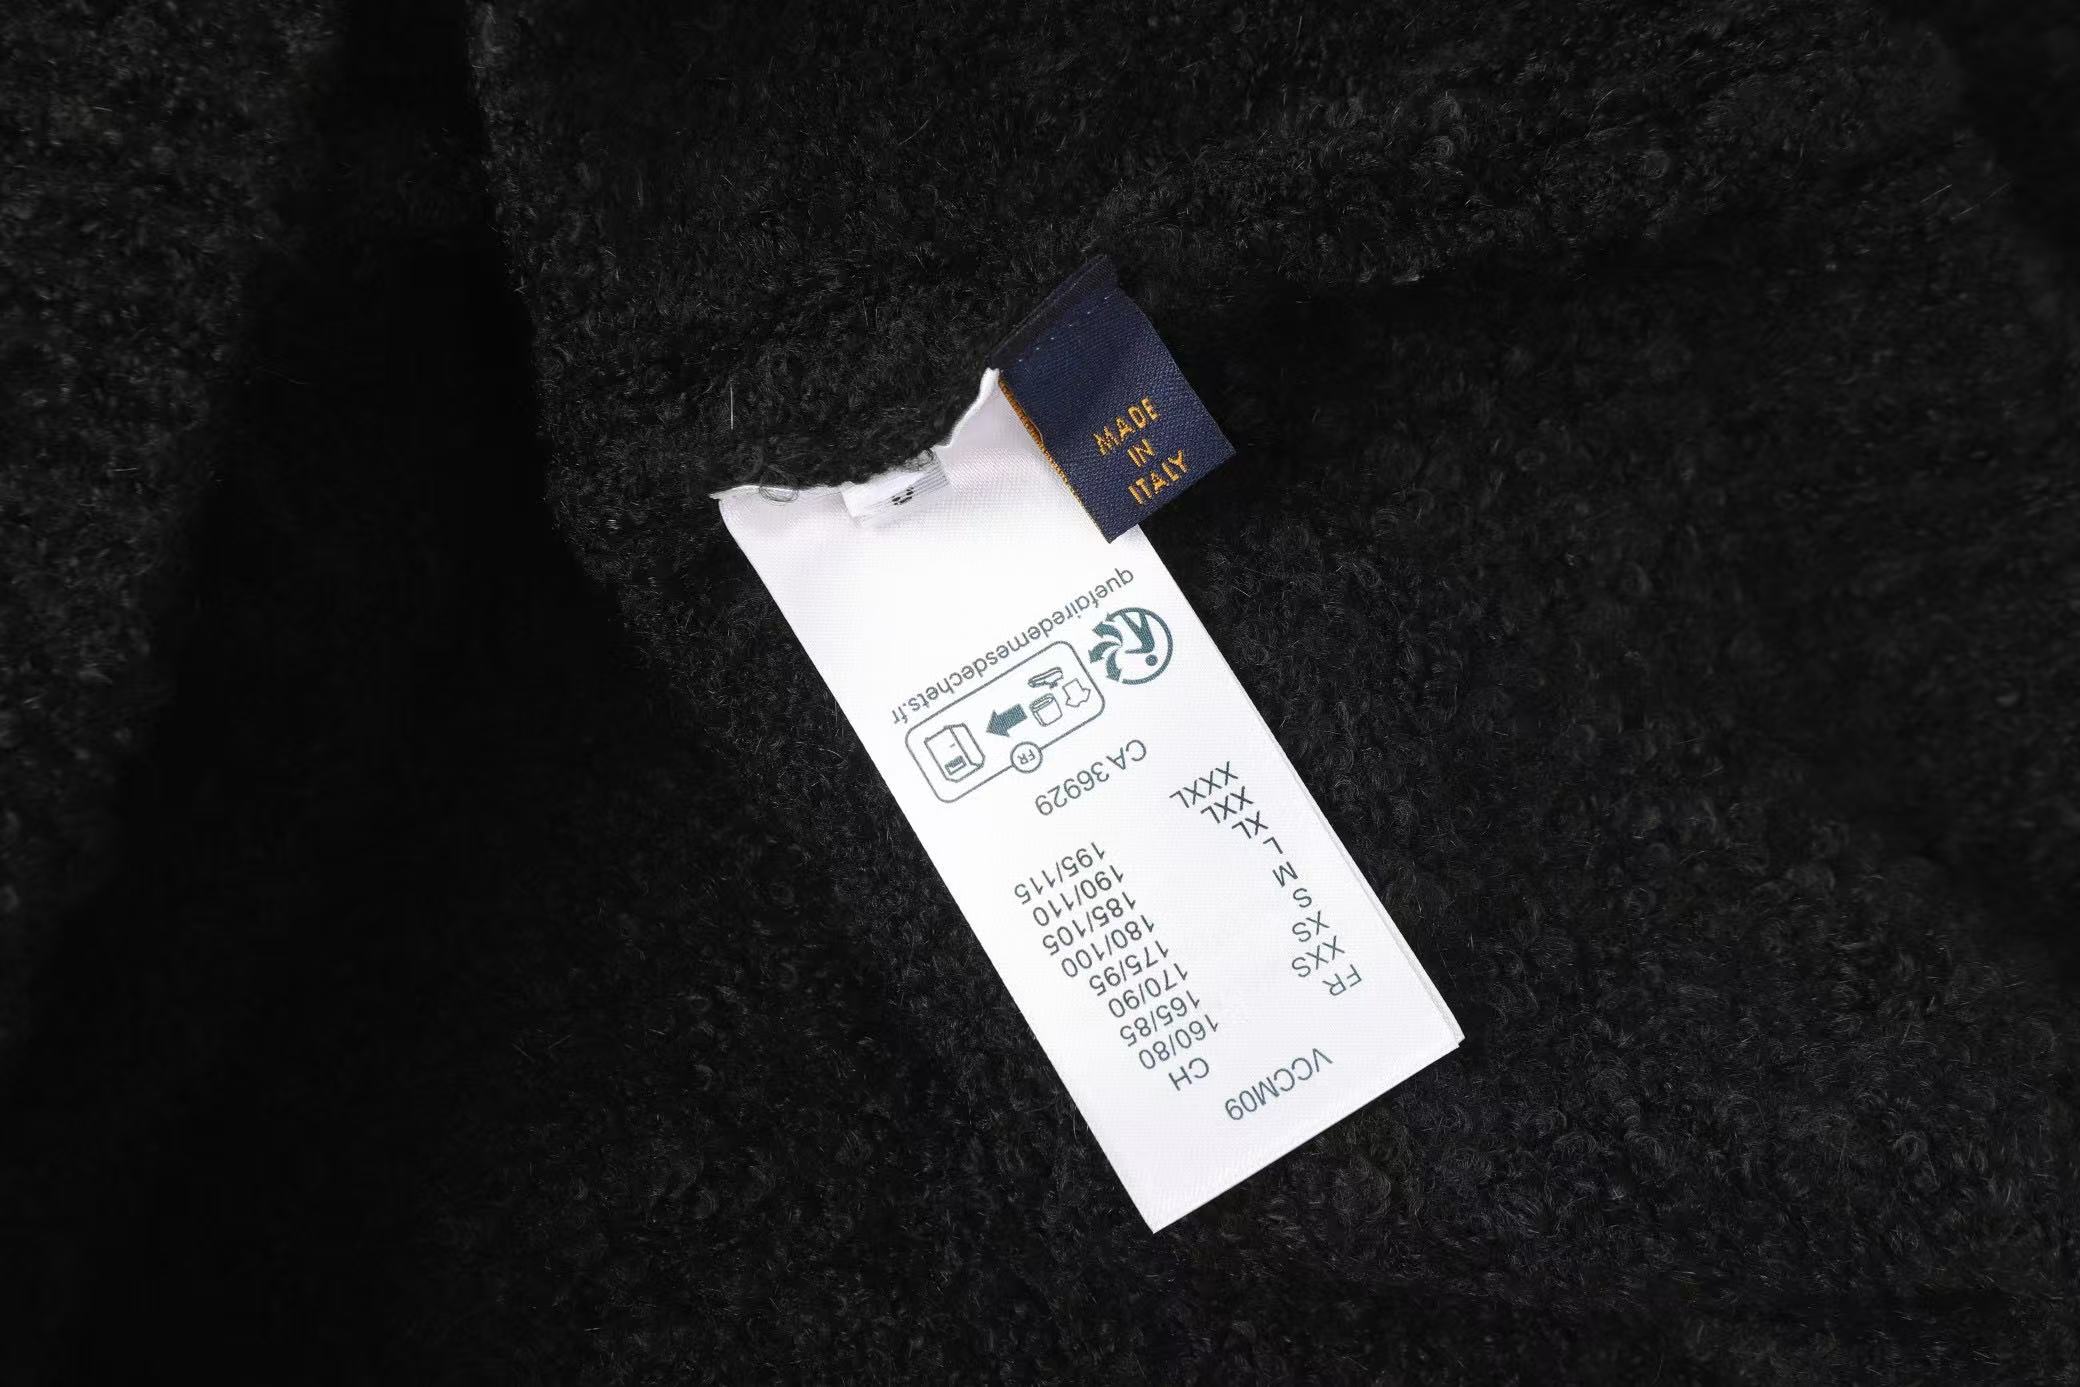 MADE
IN
ITALY
VCCM09
FR CH
XXS 160/80
XS 165/85
S 170/90
M 175/95
L 180/100
XL 185/105
XXL 190/110
XXXL 195/115
CA 36929
FR
quefairedemesdechets.fr